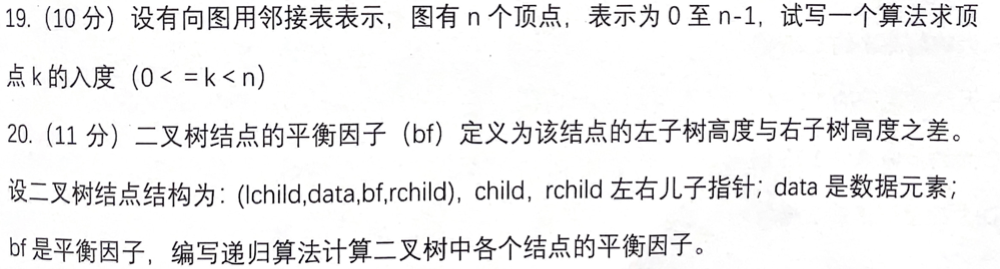 19.（10 分）设有向图用邻接表表示，图有 n 个顶点，表示为 0 至 n-1，试写一个算法求顶
点 k 的入度（0 < = k < n）
20.（11 分）二叉树结点的平衡因子（bf）定义为该结点的左子树高度与右子树高度之差。
设二叉树结点结构为：(lchild,data,bf,rchild)，child，rchild 左右儿子指针；data 是数据元素；
bf 是平衡因子，编写递归算法计算二叉树中各个结点的平衡因子。